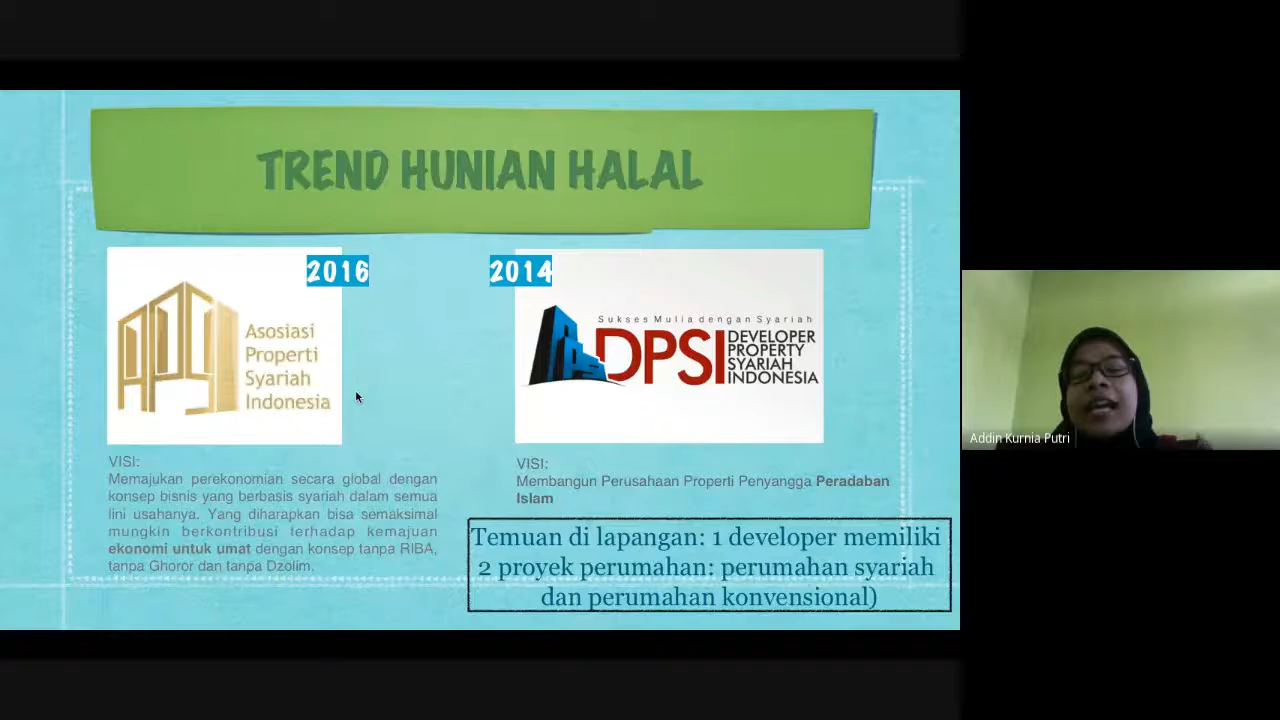 TREND HUNIAN HALAL
2016
Asosiasi
Properti
Syariah
Indonesia
VISI:
Memajukan perekonomian secara global dengan
konsep bisnis yang berbasis syariah dalam semua
lini usahanya. Yang diharapkan bisa semaksimal
mungkin berkontribusi terhadap kemajuan
ekonomi untuk umat dengan konsep tanpa RIBA,
tanpa Ghoror dan tanpa Dzolim.
2014
Sukses Mulia dengan Syariah
DPSI
DEVELOPER
PROPERTY
SYARIAH
INDONESIA
VISI:
Membangun Perusahaan Properti Penyangga Peradaban
Islam
Temuan di lapangan: 1 developer memiliki
2 proyek perumahan: perumahan syariah
dan perumahan konvensional)
Addin Kurnia Putri